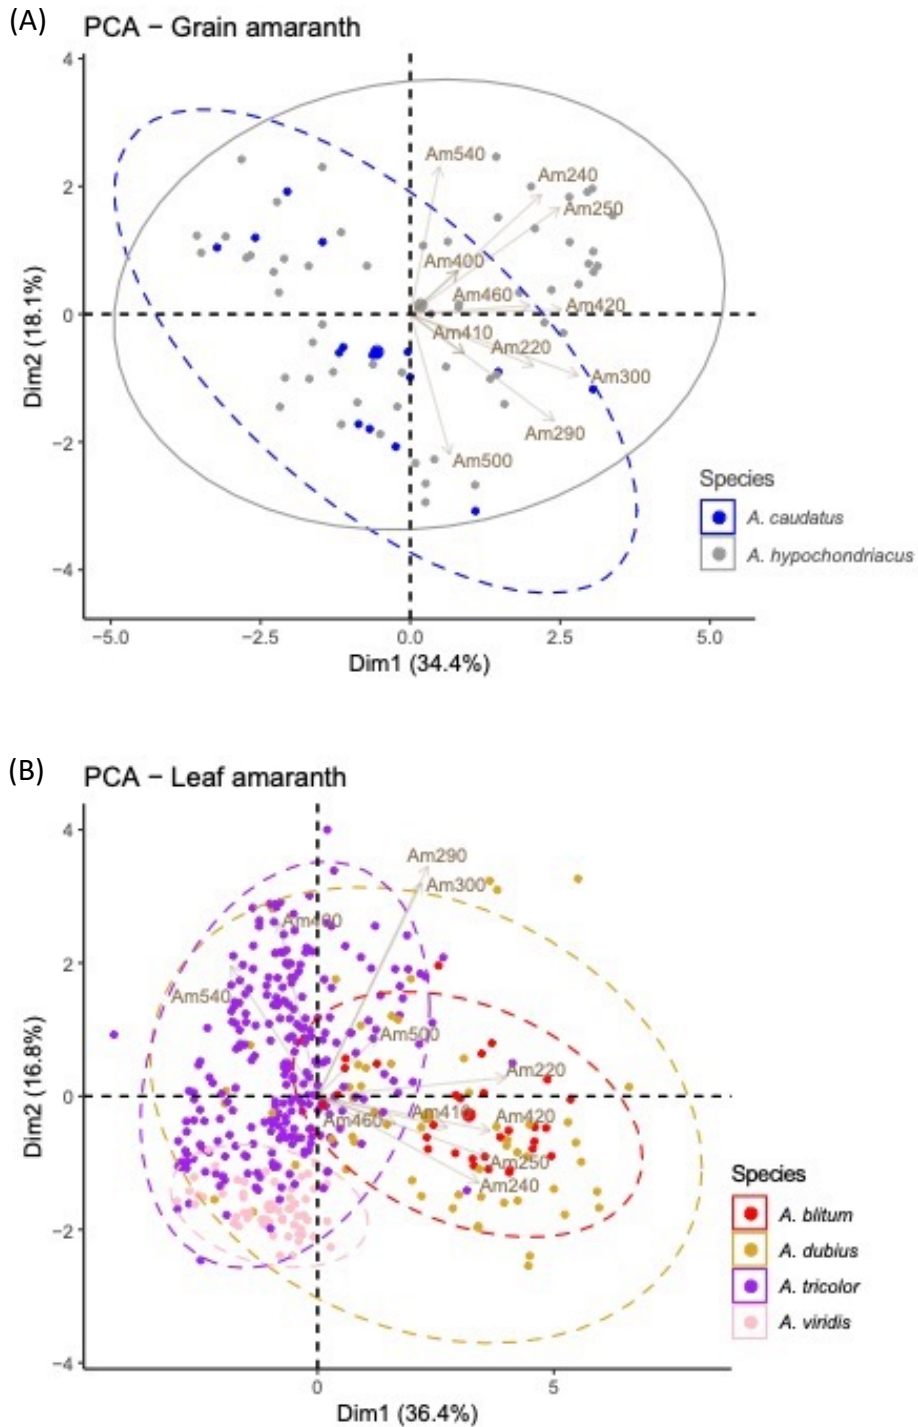 (A)
PCA − Grain amaranth
4
2
0
−2
−4
Dim2 (18.1%)
Am540
Am240
Am250
Am400
Am460
Am420
Am410
Am220
Am300
Am290
Am500
Species
A. caudatus
A. hypochondriacus
−5.0
−2.5
0.0
2.5
5.0
Dim1 (34.4%)
(B)
PCA − Leaf amaranth
4
2
0
−2
−4
Dim2 (16.8%)
Am290
Am300
Am540
Am500
Am220
Am460
Am410
Am420
Am250
Am240
Species
A. blitum
A. dubius
A. tricolor
A. viridis
0
5
Dim1 (36.4%)